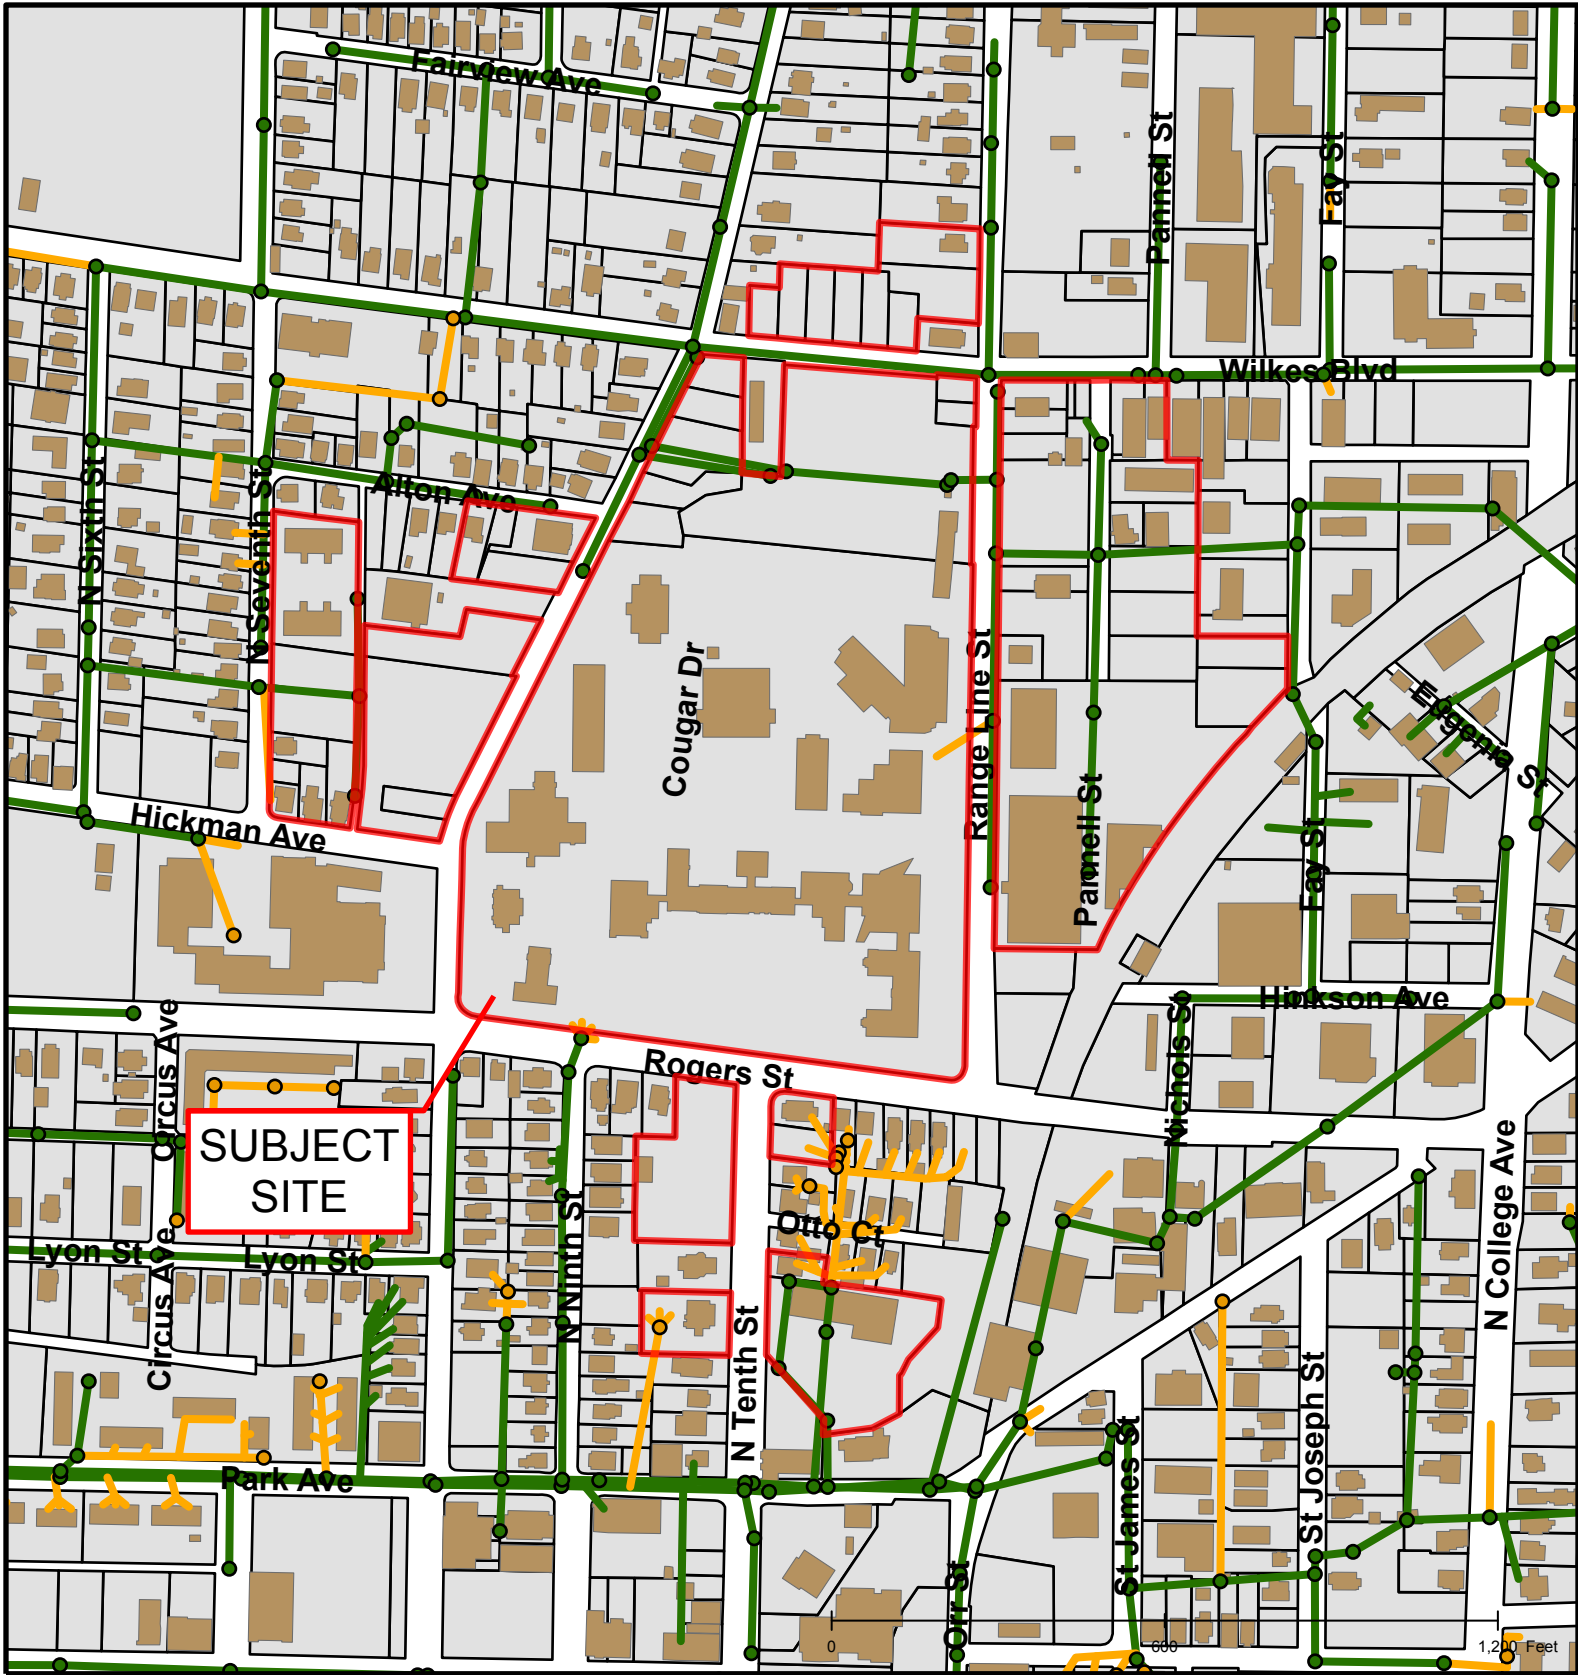 Fairview Ave
Pannell St
Fay St
Wilkes Blvd
N Sixth St
N Seventh St
Alton Ave
Cougar Dr
Range Line St
Pannell St
Eugenia St
Hickman Ave
Fay St
Circus Ave
Hinkson Ave
Nichols St
Rogers St
SUBJECT
SITE
N College Ave
Lyon St
Lyon St
Circus Ave
N Ninth St
Otto Ct
N Tenth St
St Joseph St
Park Ave
St James St
Orr St
0
600
1,200 Feet